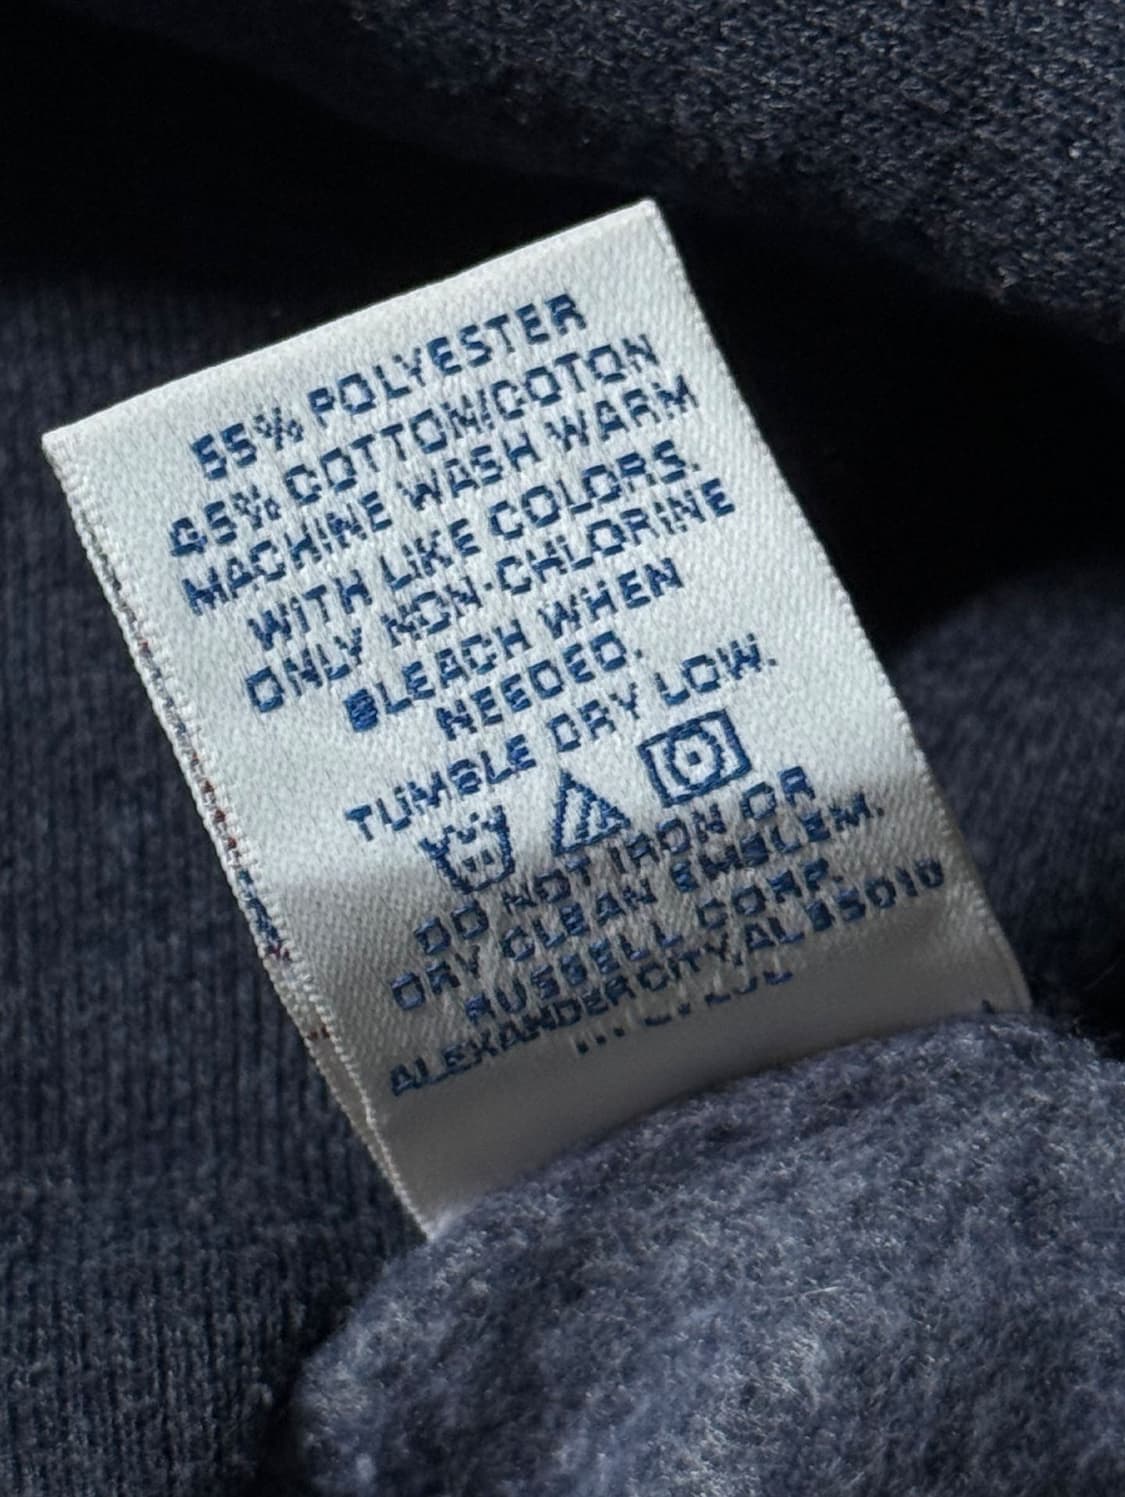 55% POLYESTER
45% COTTON/COTON
MACHINE WASH WARM
WITH LIKE COLORS.
ONLY NON-CHLORINE
BLEACH WHEN
NEEDED.
TUMBLE DRY LOW.
DO NOT IRON OR
DRY CLEAN EMBLEM.
RUSSELL CORP.
ALEXANDER CITY, AL 35010